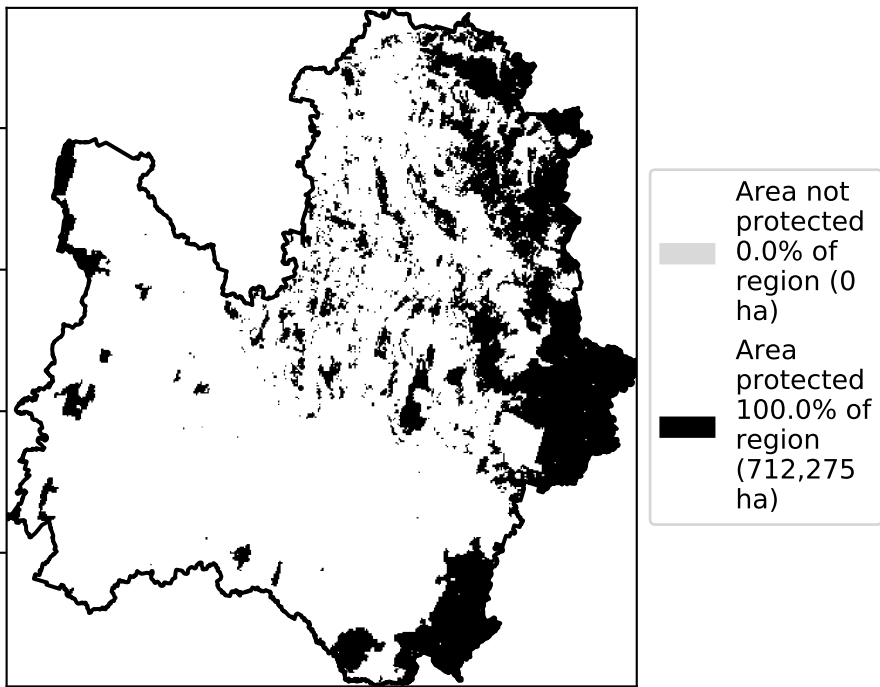 Area not
protected
0.0% of
region (0
ha)
Area
protected
100.0% of
region
(712,275
ha)